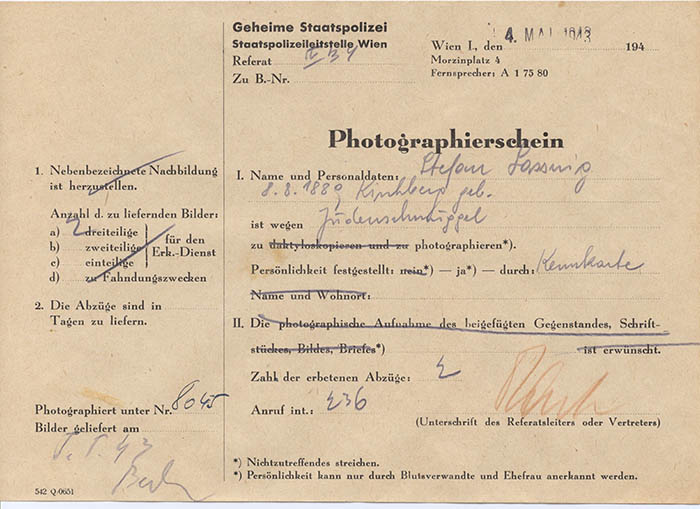 Geheime Staatspolizei
Staatspolizeileitstelle Wien
Referat
Zu B.-Nr.
4. MAI 1943
Wien I., den 194
Morzinplatz 4
Fernsprecher: A 1 75 80
Photographierschein
1. Nebenbezeichnete Nachbildung
ist herzustellen.
Anzahl d. zu liefernden Bilder:
a) 2 dreiteilige
b) zweiteilige
c) einteilige
für den
Erk.-Dienst
d) zu Fahndungszwecken
2. Die Abzüge sind in
Tagen zu liefern.
Photographiert unter Nr. 8045
Bilder geliefert am
542 Q/0651
I. Name und Personaldaten: Stefan
8.8.1889 Kirchberg geb.
ist wegen Judenschmuggel
zu daktyloskopieren und zu photographieren*).
Persönlichkeit festgestellt: nein*) — ja*) — durch: Kennkarte
Name und Wohnort:
II. Die photographische Aufnahme des beigefügten Gegenstandes, Schrift-
stückes, Bildes, Briefes*) ist erwünscht.
Zahl der erbetenen Abzüge: 2
Anruf int.: 236
(Unterschrift des Referatsleiters oder Vertreters)
*) Nichtzutreffendes streichen.
*) Persönlichkeit kann nur durch Blutsverwandte und Ehefrau anerkannt werden.